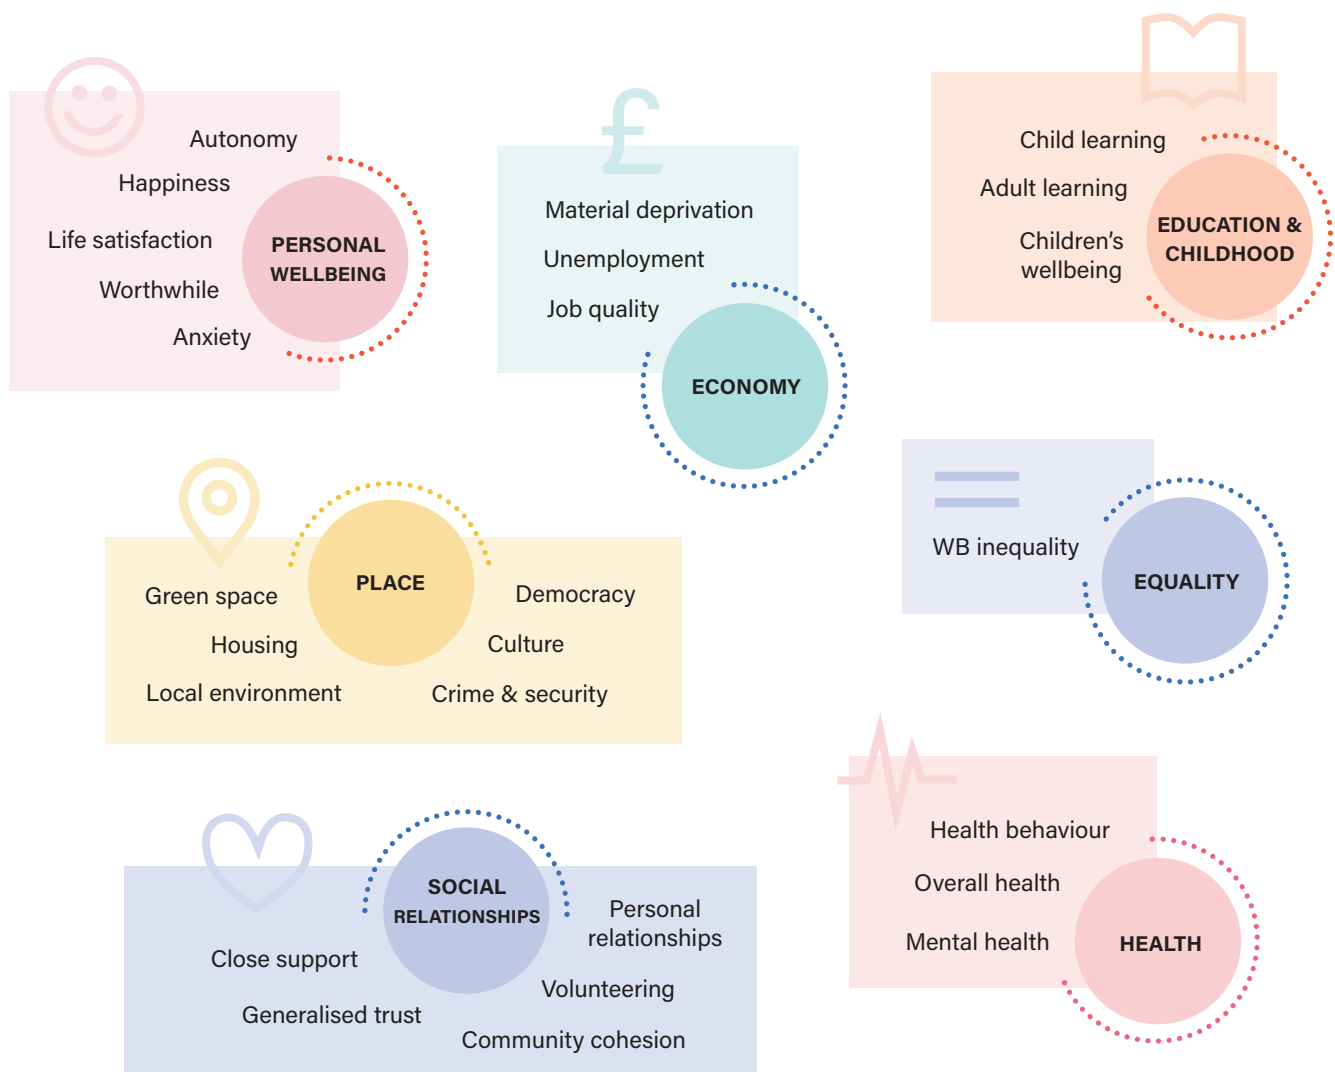 Autonomy
Happiness
Life satisfaction
Worthwhile
Anxiety
PERSONAL
WELLBEING
£
Material deprivation
Unemployment
Job quality
ECONOMY
Child learning
Adult learning
Children’s
wellbeing
EDUCATION &
CHILDHOOD
PLACE
Green space
Housing
Local environment
Democracy
Culture
Crime & security
WB inequality
EQUALITY
SOCIAL
RELATIONSHIPS
Close support
Generalised trust
Personal
relationships
Volunteering
Community cohesion
Health behaviour
Overall health
Mental health
HEALTH